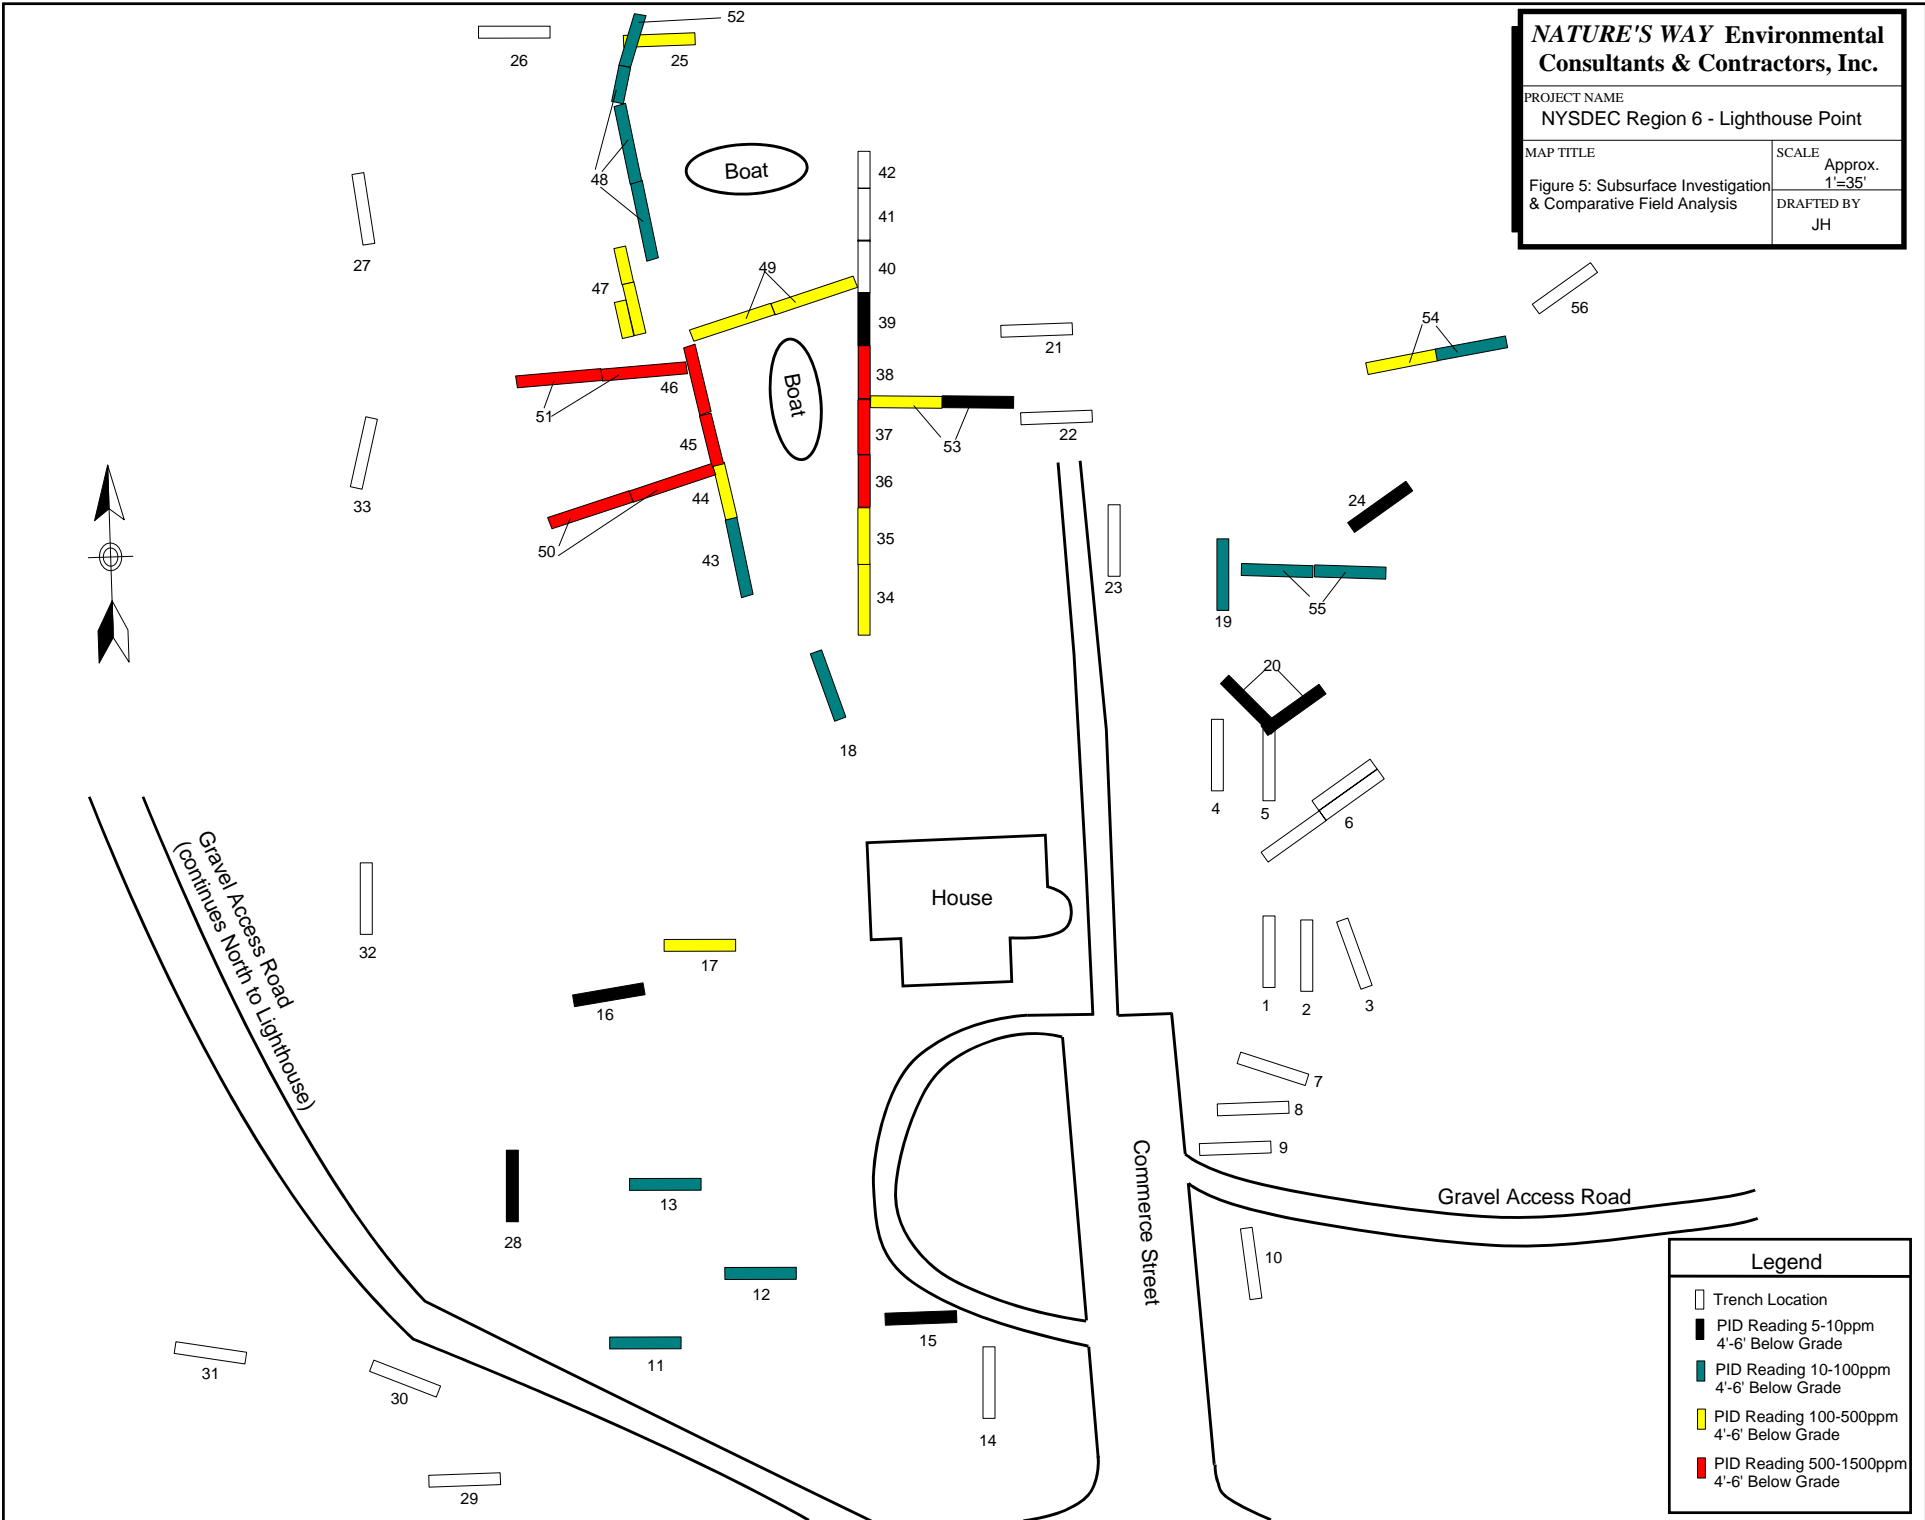 NATURE'S WAY Environmental
Consultants & Contractors, Inc.
PROJECT NAME
NYSDEC Region 6 - Lighthouse Point
MAP TITLE
Figure 5: Subsurface Investigation
& Comparative Field Analysis
SCALE
Approx.
1'=35'
DRAFTED BY
JH
52
26
25
Boat
42
48
41
27
40
49
47
39
56
54
21
38
46
Boat
51
37
22
53
45
36
33
44
24
50
35
43
23
34
55
19
20
18
4
5
6
Gravel Access Road
(continues North to Lighthouse)
House
32
17
16
1
2
3
7
8
9
Commerce Street
Gravel Access Road
13
28
10
12
15
11
31
30
14
29
Legend
Trench Location
PID Reading 5-10ppm
4'-6' Below Grade
PID Reading 10-100ppm
4'-6' Below Grade
PID Reading 100-500ppm
4'-6' Below Grade
PID Reading 500-1500ppm
4'-6' Below Grade